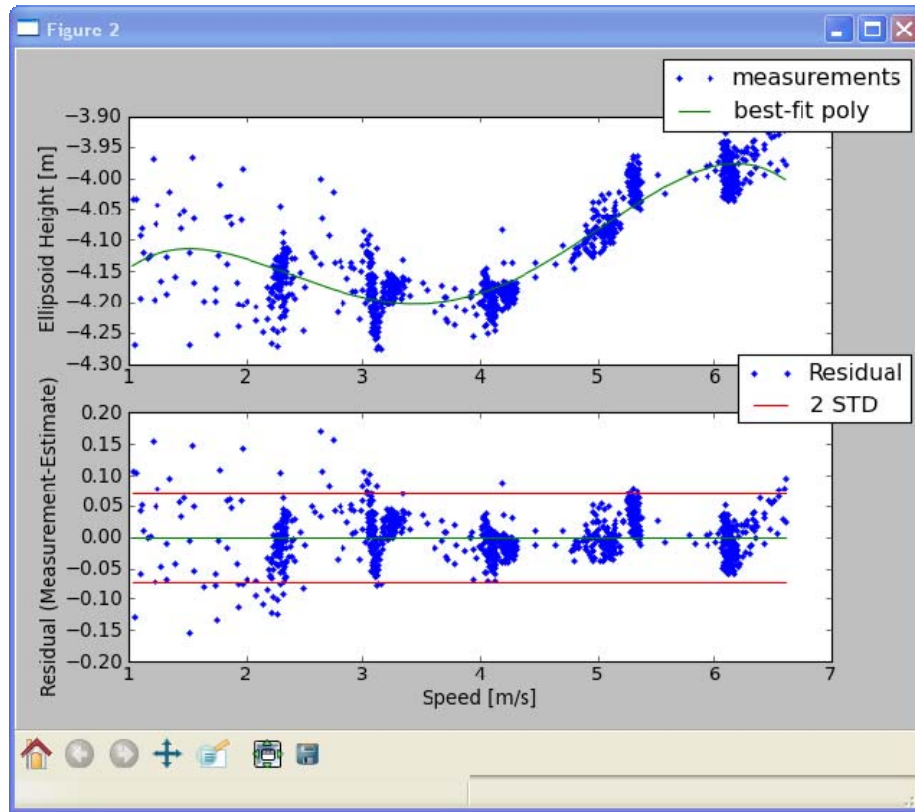 Figure 2
measurements
best-fit poly
Ellipsoid Height [m]
−3.90
−3.95
−4.00
−4.05
−4.10
−4.15
−4.20
−4.25
−4.30
1 2 3 4 5 6
Residual
2 STD
Residual (Measurement-Estimate)
0.20
0.15
0.10
0.05
0.00
−0.05
−0.10
−0.15
−0.20
1 2 3 4 5 6 7
Speed [m/s]